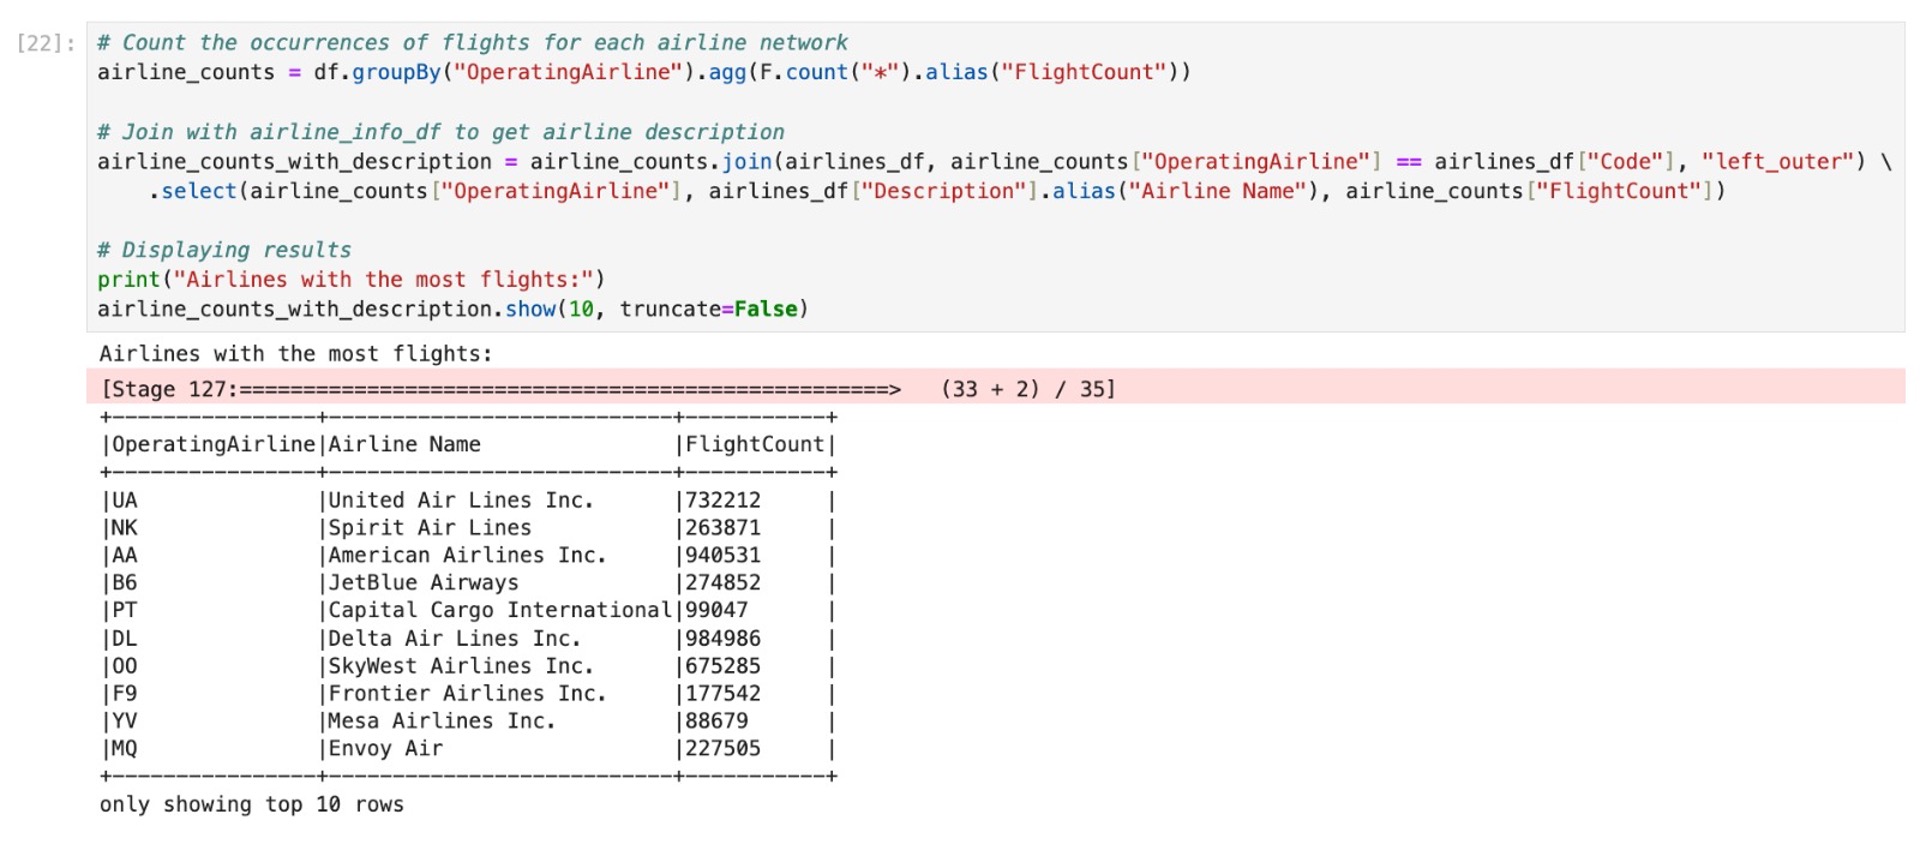 [22]: # Count the occurrences of flights for each airline network
airline_counts = df.groupBy("OperatingAirline").agg(F.count("*").alias("FlightCount"))

# Join with airline_info_df to get airline description
airline_counts_with_description = airline_counts.join(airlines_df, airline_counts["OperatingAirline"] == airlines_df["Code"], "left_outer") \
    .select(airline_counts["OperatingAirline"], airlines_df["Description"].alias("Airline Name"), airline_counts["FlightCount"])

# Displaying results
print("Airlines with the most flights:")
airline_counts_with_description.show(10, truncate=False)
Airlines with the most flights:
[Stage 127:===================================================>   (33 + 2) / 35]
+----------------+---------------------------+-----------+
|OperatingAirline|Airline Name               |FlightCount|
+----------------+---------------------------+-----------+
|UA              |United Air Lines Inc.      |732212     |
|NK              |Spirit Air Lines           |263871     |
|AA              |American Airlines Inc.     |940531     |
|B6              |JetBlue Airways            |274852     |
|PT              |Capital Cargo International|99047      |
|DL              |Delta Air Lines Inc.       |984986     |
|OO              |SkyWest Airlines Inc.      |675285     |
|F9              |Frontier Airlines Inc.     |177542     |
|YV              |Mesa Airlines Inc.         |88679      |
|MQ              |Envoy Air                  |227505     |
+----------------+---------------------------+-----------+
only showing top 10 rows